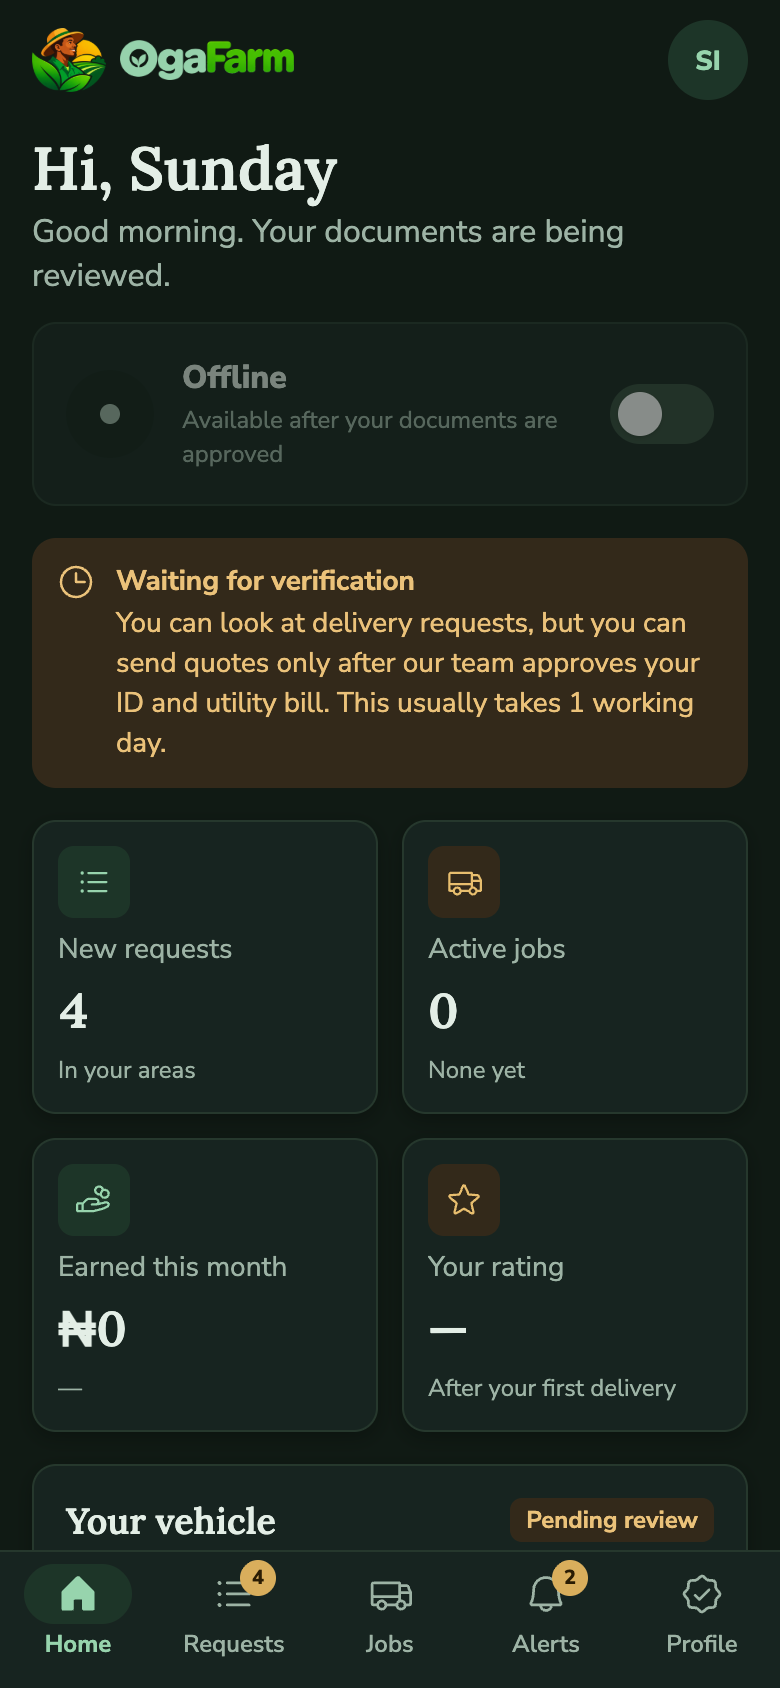 OgaFarm
SI
Hi, Sunday
Good morning. Your documents are being
reviewed.
Offline
Available after your documents are
approved
Waiting for verification
You can look at delivery requests, but you can
send quotes only after our team approves your
ID and utility bill. This usually takes 1 working
day.
New requests
4
In your areas
Active jobs
0
None yet
Earned this month
₦0
—
Your rating
—
After your first delivery
Your vehicle
Pending review
4
2
Home
Requests
Jobs
Alerts
Profile